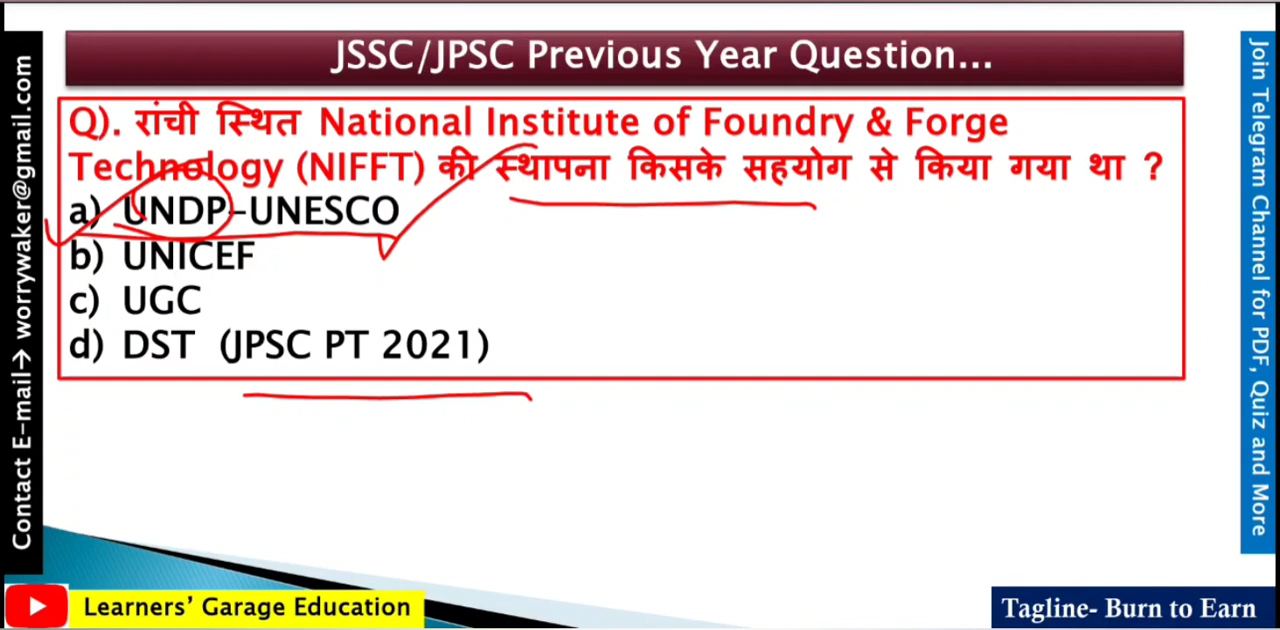 JSSC/JPSC Previous Year Question...
Q). रांची स्थित National Institute of Foundry & Forge
Technology (NIFFT) की स्थापना किसके सहयोग से किया गया था ?
a) UNDP-UNESCO
b) UNICEF
c) UGC
d) DST (JPSC PT 2021)
Contact E-mail→ worrywaker@gmail.com
Join Telegram Channel for PDF, Quiz and More
Learners' Garage Education
Tagline- Burn to Earn